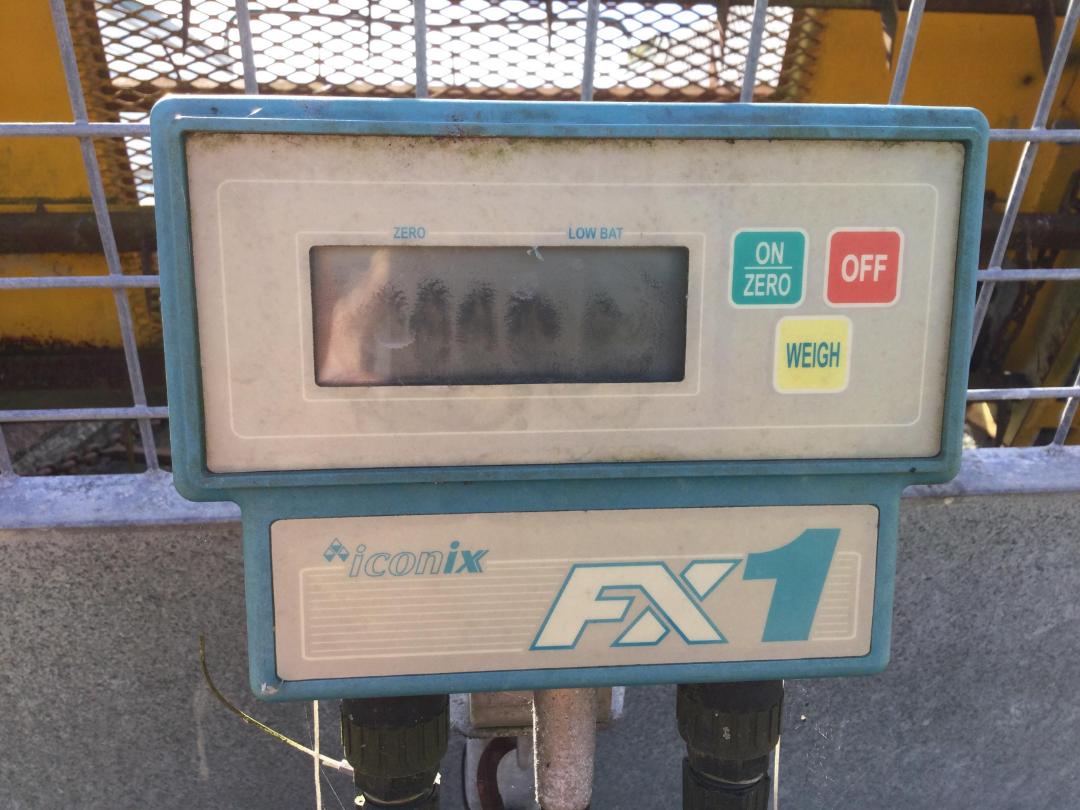 ZERO LOW BAT
ON
ZERO
OFF
WEIGH
iconix
FX1